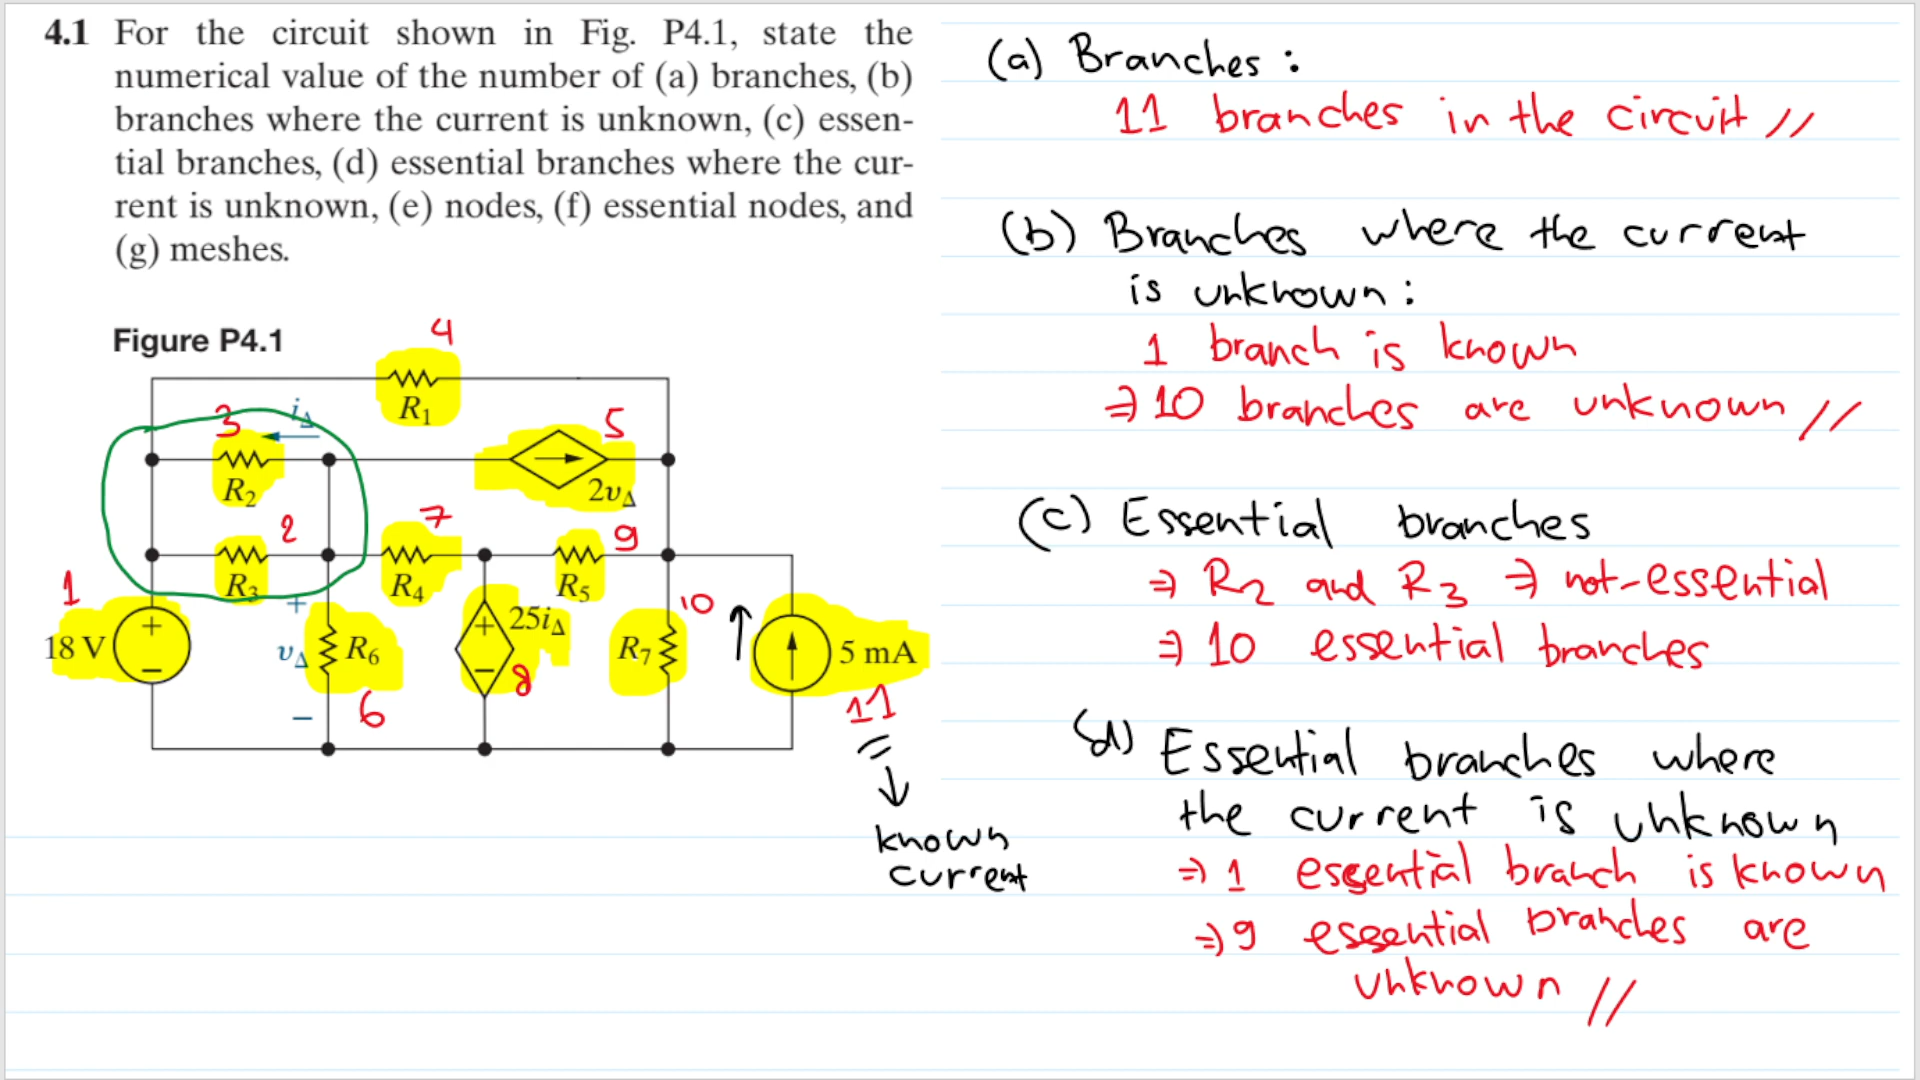 4.1 For the circuit shown in Fig. P4.1, state the
numerical value of the number of (a) branches, (b)
branches where the current is unknown, (c) essen-
tial branches, (d) essential branches where the cur-
rent is unknown, (e) nodes, (f) essential nodes, and
(g) meshes.
Figure P4.1
4
R1
3
iΔ
5
R2
2vΔ
2
7
9
R3
R4
R5
1
18 V
+
−
+
vΔ
−
R6
6
+
−
25iΔ
8
10
R7
5 mA
11
known
current
(a) Branches :
11 branches in the circuit //
(b) Branches where the current
is unknown :
1 branch is known
⇒ 10 branches are unknown //
(c) Essential branches
⇒ R2 and R3 ⇒ not-essential
⇒ 10 essential branches
(d) Essential branches where
the current is unknown
⇒ 1 essential branch is known
⇒ 9 essential branches are
unknown //